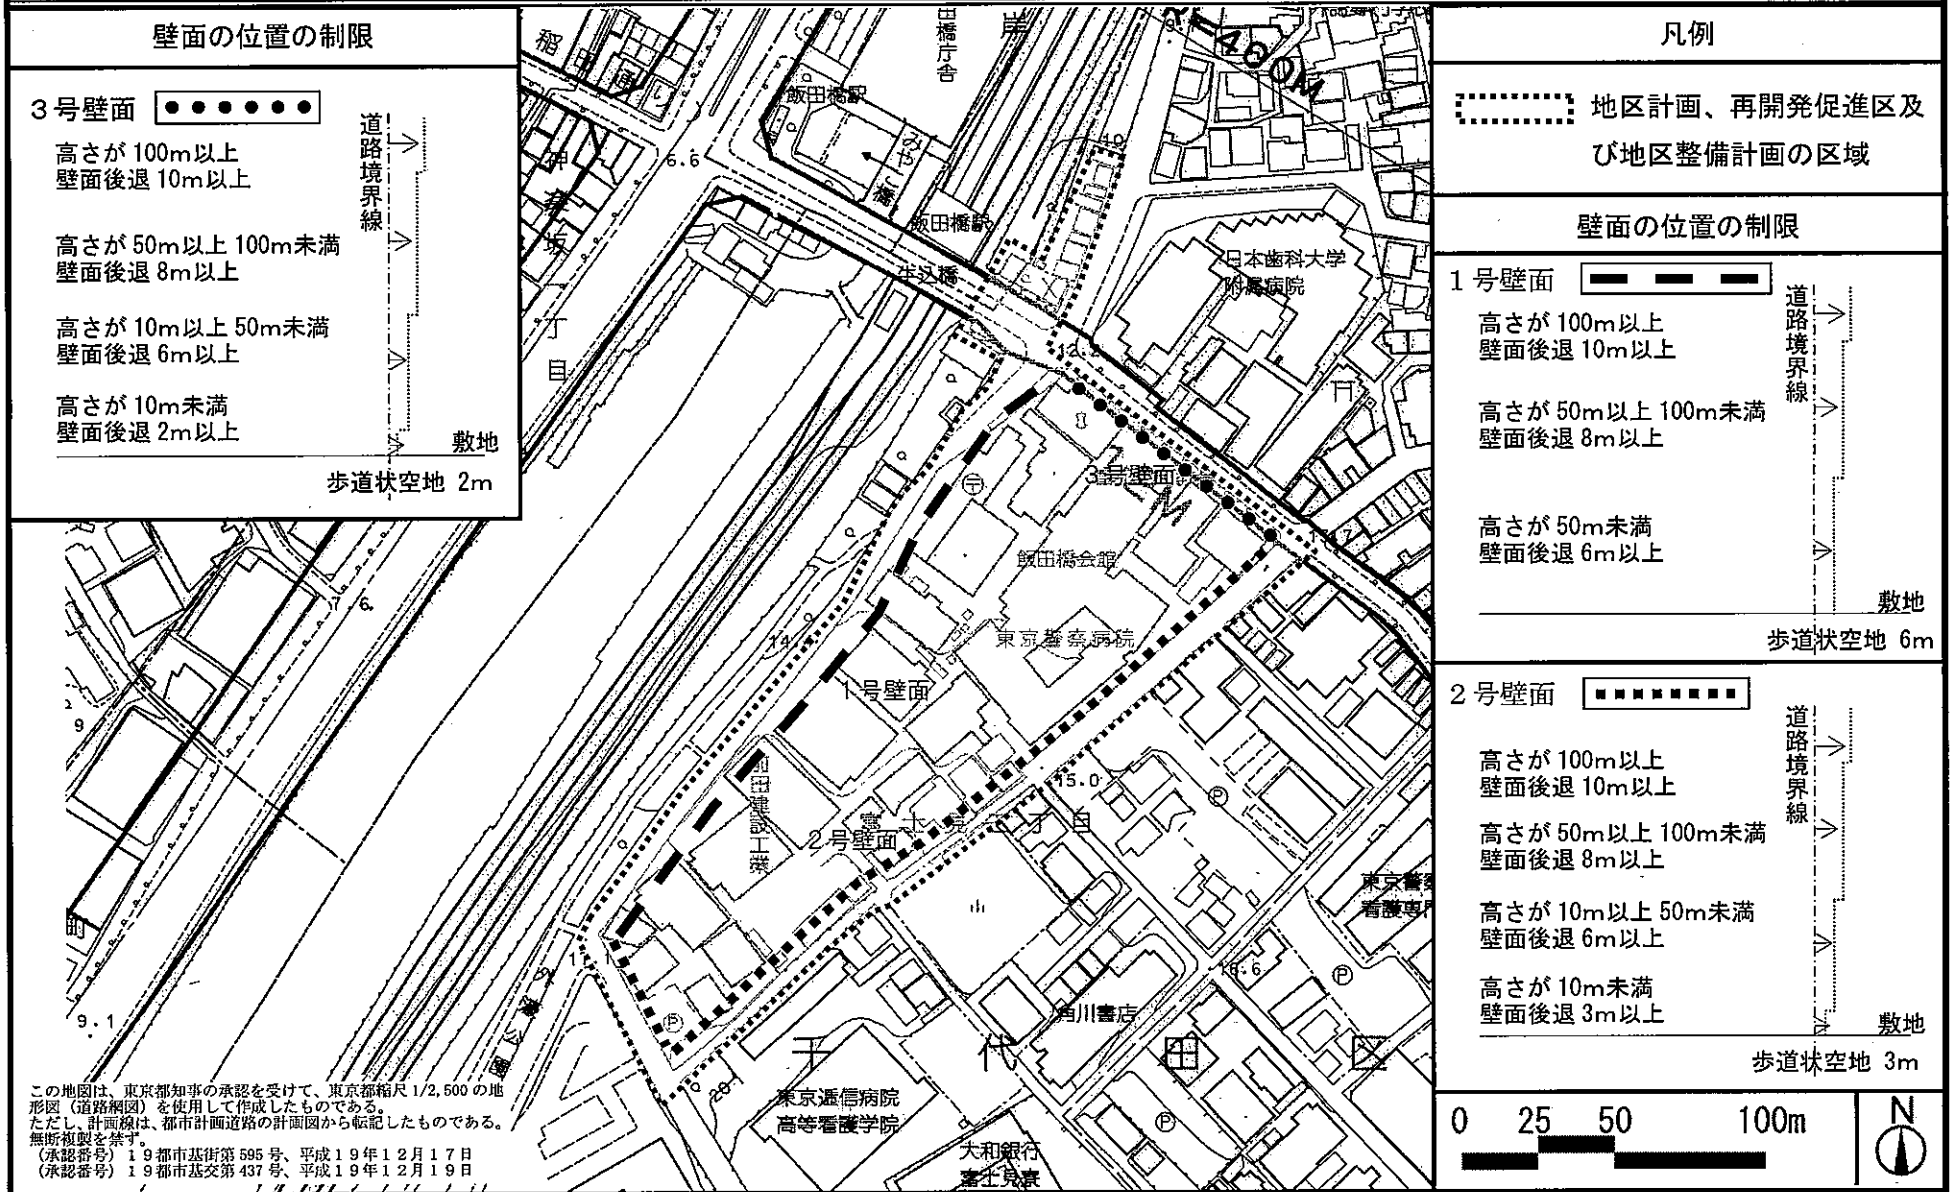 壁面の位置の制限
3号壁面
高さが100m以上
壁面後退10m以上
高さが50m以上100m未満
壁面後退8m以上
高さが10m以上50m未満
壁面後退6m以上
高さが10m未満
壁面後退2m以上
道路境界線
敷地
歩道状空地 2m
凡例
地区計画、再開発促進区及
び地区整備計画の区域
壁面の位置の制限
1号壁面
高さが100m以上
壁面後退10m以上
高さが50m以上100m未満
壁面後退8m以上
高さが50m未満
壁面後退6m以上
道路境界線
敷地
歩道状空地 6m
2号壁面
高さが100m以上
壁面後退10m以上
高さが50m以上100m未満
壁面後退8m以上
高さが10m以上50m未満
壁面後退6m以上
高さが10m未満
壁面後退3m以上
道路境界線
敷地
歩道状空地 3m
0 25 50 100m
N
田橋庁舎
岸
R=400M
飯田橋駅
みやこ橋
飯田橋駅
牛込橋
6.6
神楽坂
一丁目
日本歯科大学
附属病院
12.2
3号壁面
飯田橋会館
東京警察病院
1号壁面
前田建設工業
2号壁面
富士見二丁目
15.0
7.6
9
町
9.1
11.1
16.6
20
角川書店
千代田区
東京逓信病院
高等看護学院
大和銀行
この地図は、東京都知事の承認を受けて、東京都縮尺1/2,500の地
形図（道路網図）を使用して作成したものである。
ただし、計画線は、都市計画道路の計画図から転記したものである。
無断複製を禁ず。
（承認番号）19都市基街第595号、平成19年12月17日
（承認番号）19都市基交第437号、平成19年12月19日